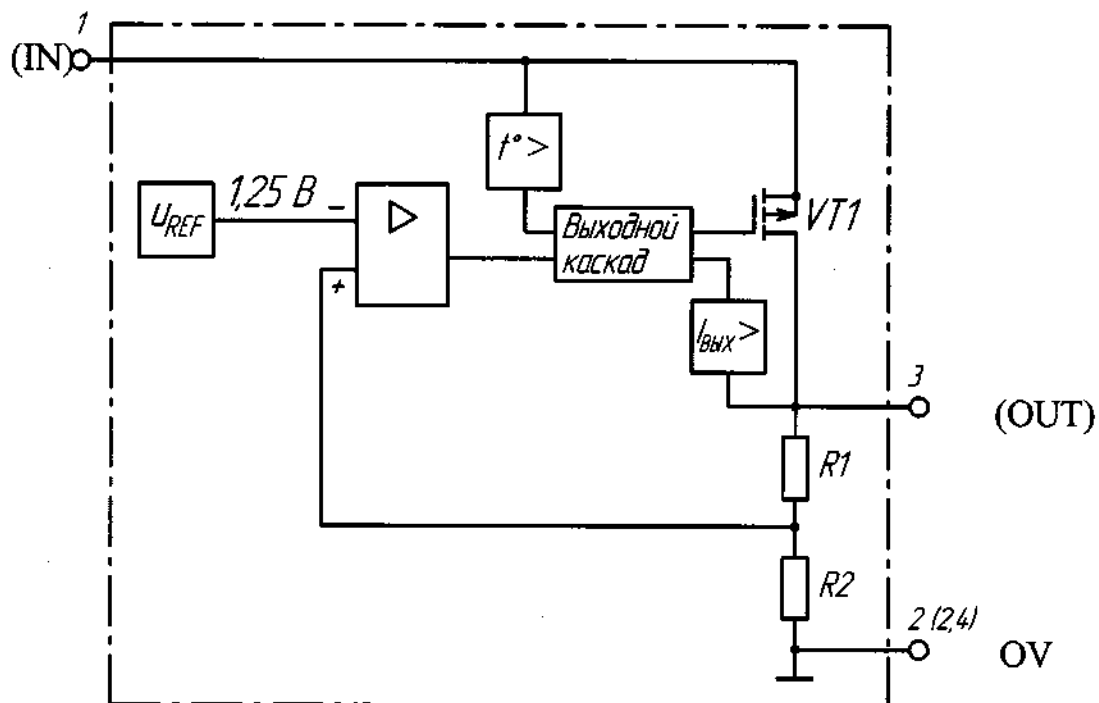 1
(IN)
t°>
1,25 В
U_REF
–
+
▷
Выходной
каскад
VT1
I_вых>
3
(OUT)
R1
R2
2 (2,4)
OV